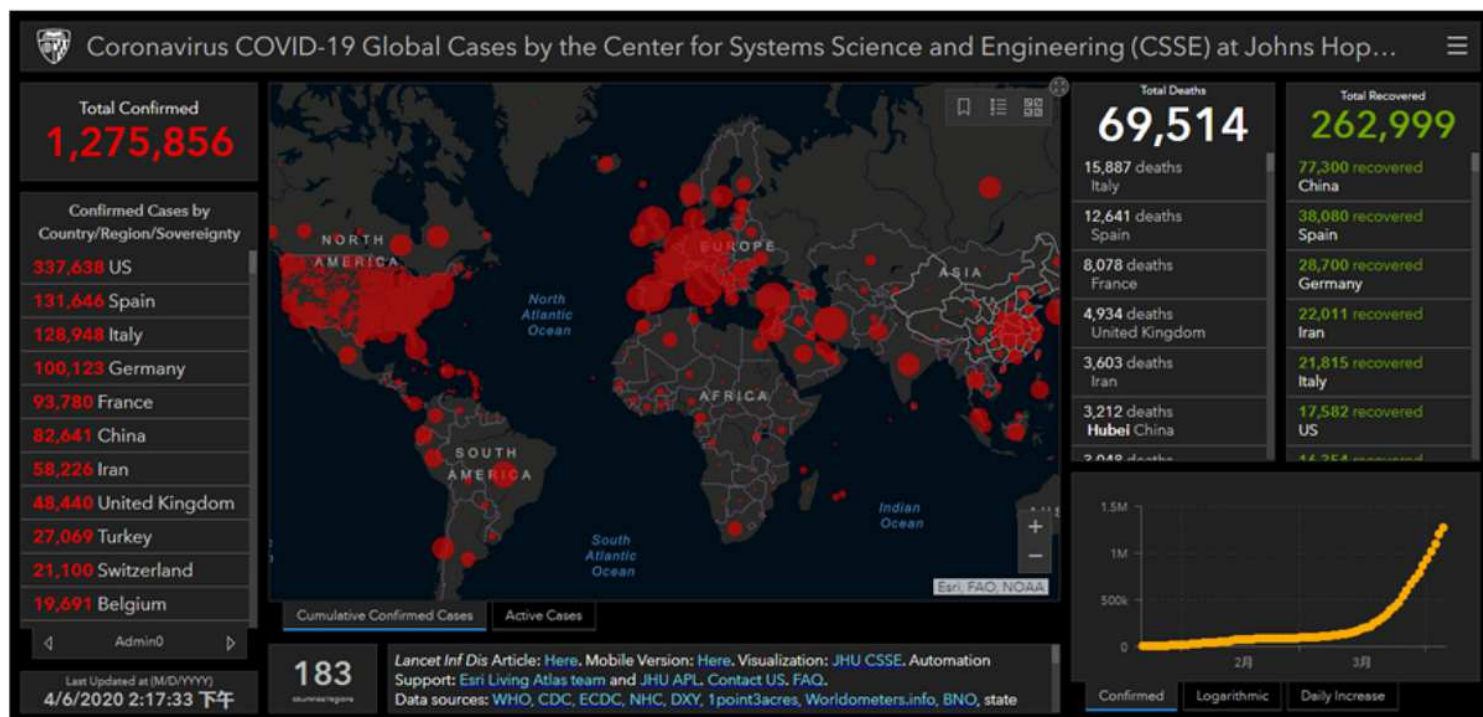 Coronavirus COVID-19 Global Cases by the Center for Systems Science and Engineering (CSSE) at Johns Hop...
Total Confirmed
1,275,856
Confirmed Cases by
Country/Region/Sovereignty
337,638 US
131,646 Spain
128,948 Italy
100,123 Germany
93,780 France
82,641 China
58,226 Iran
48,440 United Kingdom
27,069 Turkey
21,100 Switzerland
19,691 Belgium
Admin0
Last Updated at (M/D/YYYY)
4/6/2020 2:17:33 下午
NORTH
AMERICA
EUROPE
ASIA
North
Atlantic
Ocean
AFRICA
SOUTH
AMERICA
Indian
Ocean
AUS
South
Atlantic
Ocean
+
−
Esri, FAO, NOAA
Cumulative Confirmed Cases
Active Cases
183
countries/regions
Lancet Inf Dis Article: Here. Mobile Version: Here. Visualization: JHU CSSE. Automation
Support: Esri Living Atlas team and JHU APL. Contact US. FAQ.
Data sources: WHO, CDC, ECDC, NHC, DXY, 1point3acres, Worldometers.info, BNO, state
Total Deaths
69,514
15,887 deaths
Italy
12,641 deaths
Spain
8,078 deaths
France
4,934 deaths
United Kingdom
3,603 deaths
Iran
3,212 deaths
Hubei China
3,048 deaths
Total Recovered
262,999
77,300 recovered
China
38,080 recovered
Spain
28,700 recovered
Germany
22,011 recovered
Iran
21,815 recovered
Italy
17,582 recovered
US
16,354 recovered
1.5M
1M
500k
0
2月
3月
Confirmed
Logarithmic
Daily Increase